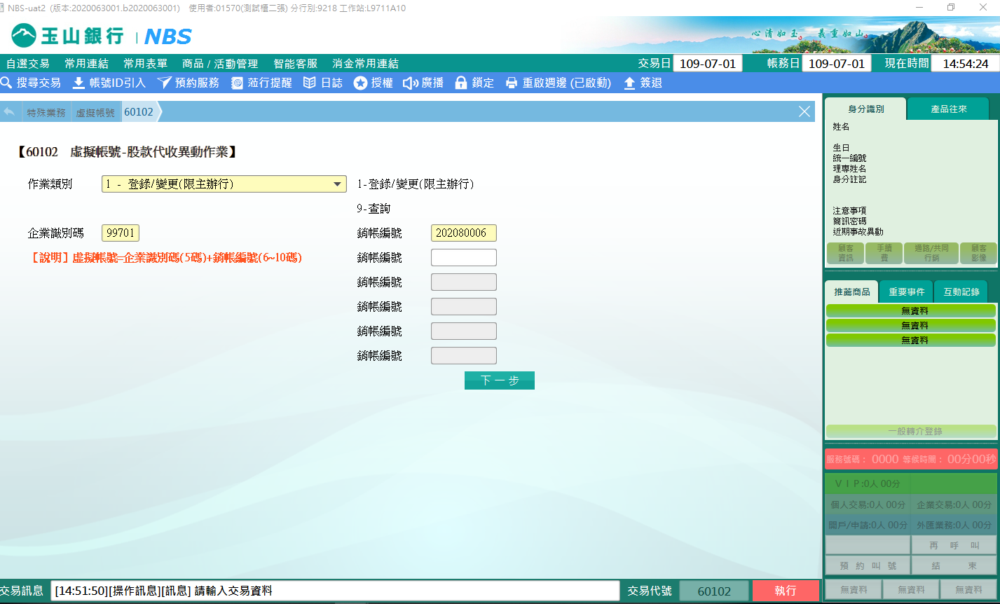 NBS-uat2 (版本:2020063001.b2020063001) 使用者:01570(測試櫃二張) 分行別:9218 工作站:L9711A10
玉山銀行 | NBS
心清如玉。義重如山。
自選交易 常用連結 常用表單 商品 / 活動管理 智能客服 消金常用連結 交易日 109-07-01 帳務日 109-07-01 現在時間 14:54:24
搜尋交易 帳號ID引入 預約服務 蒞行提醒 日誌 授權 廣播 鎖定 重啟週邊 (已啟動) 簽退
特殊業務 虛擬帳號 60102
【60102 虛擬帳號-股款代收異動作業】
作業類別 1 - 登錄/變更(限主辦行) 1-登錄/變更(限主辦行)
9-查詢
企業識別碼 99701 銷帳編號 202080006
【說明】虛擬帳號=企業識別碼(5碼)+銷帳編號(6~10碼) 銷帳編號
銷帳編號
銷帳編號
銷帳編號
銷帳編號
下一步
身分識別 產品往來
姓名
生日
統一編號
理專姓名
身分註記
注意事項
簡訊密碼
近期事故異動
顧客資訊 手續費 通路/共同行銷 顧客影像
推薦商品 重要事件 互動記錄
無資料
無資料
無資料
一般轉介登錄
服務號碼: 0000 等候時間: 00分00秒
VIP:0人 00分
個人交易:0人 00分 企業交易:0人 00分
開戶/申請:0人 00分 外匯業務:0人 00分
再 呼 叫
預 約 叫 號 結 束
無資料 無資料 無資料
交易訊息 [14:51:50][操作訊息][訊息] 請輸入交易資料 交易代號 60102 執行